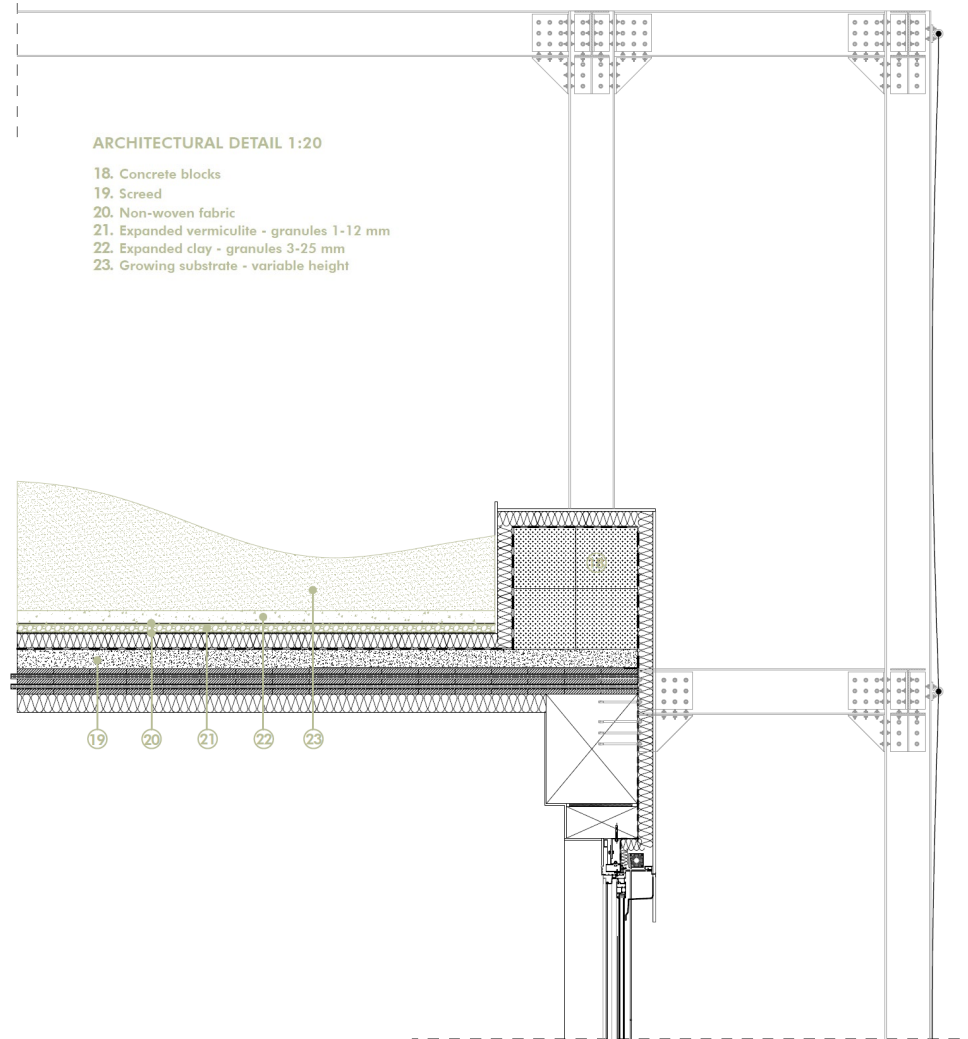 ARCHITECTURAL DETAIL 1:20
18. Concrete blocks
19. Screed
20. Non-woven fabric
21. Expanded vermiculite - granules 1-12 mm
22. Expanded clay - granules 3-25 mm
23. Growing substrate - variable height
18
19 20 21 22 23